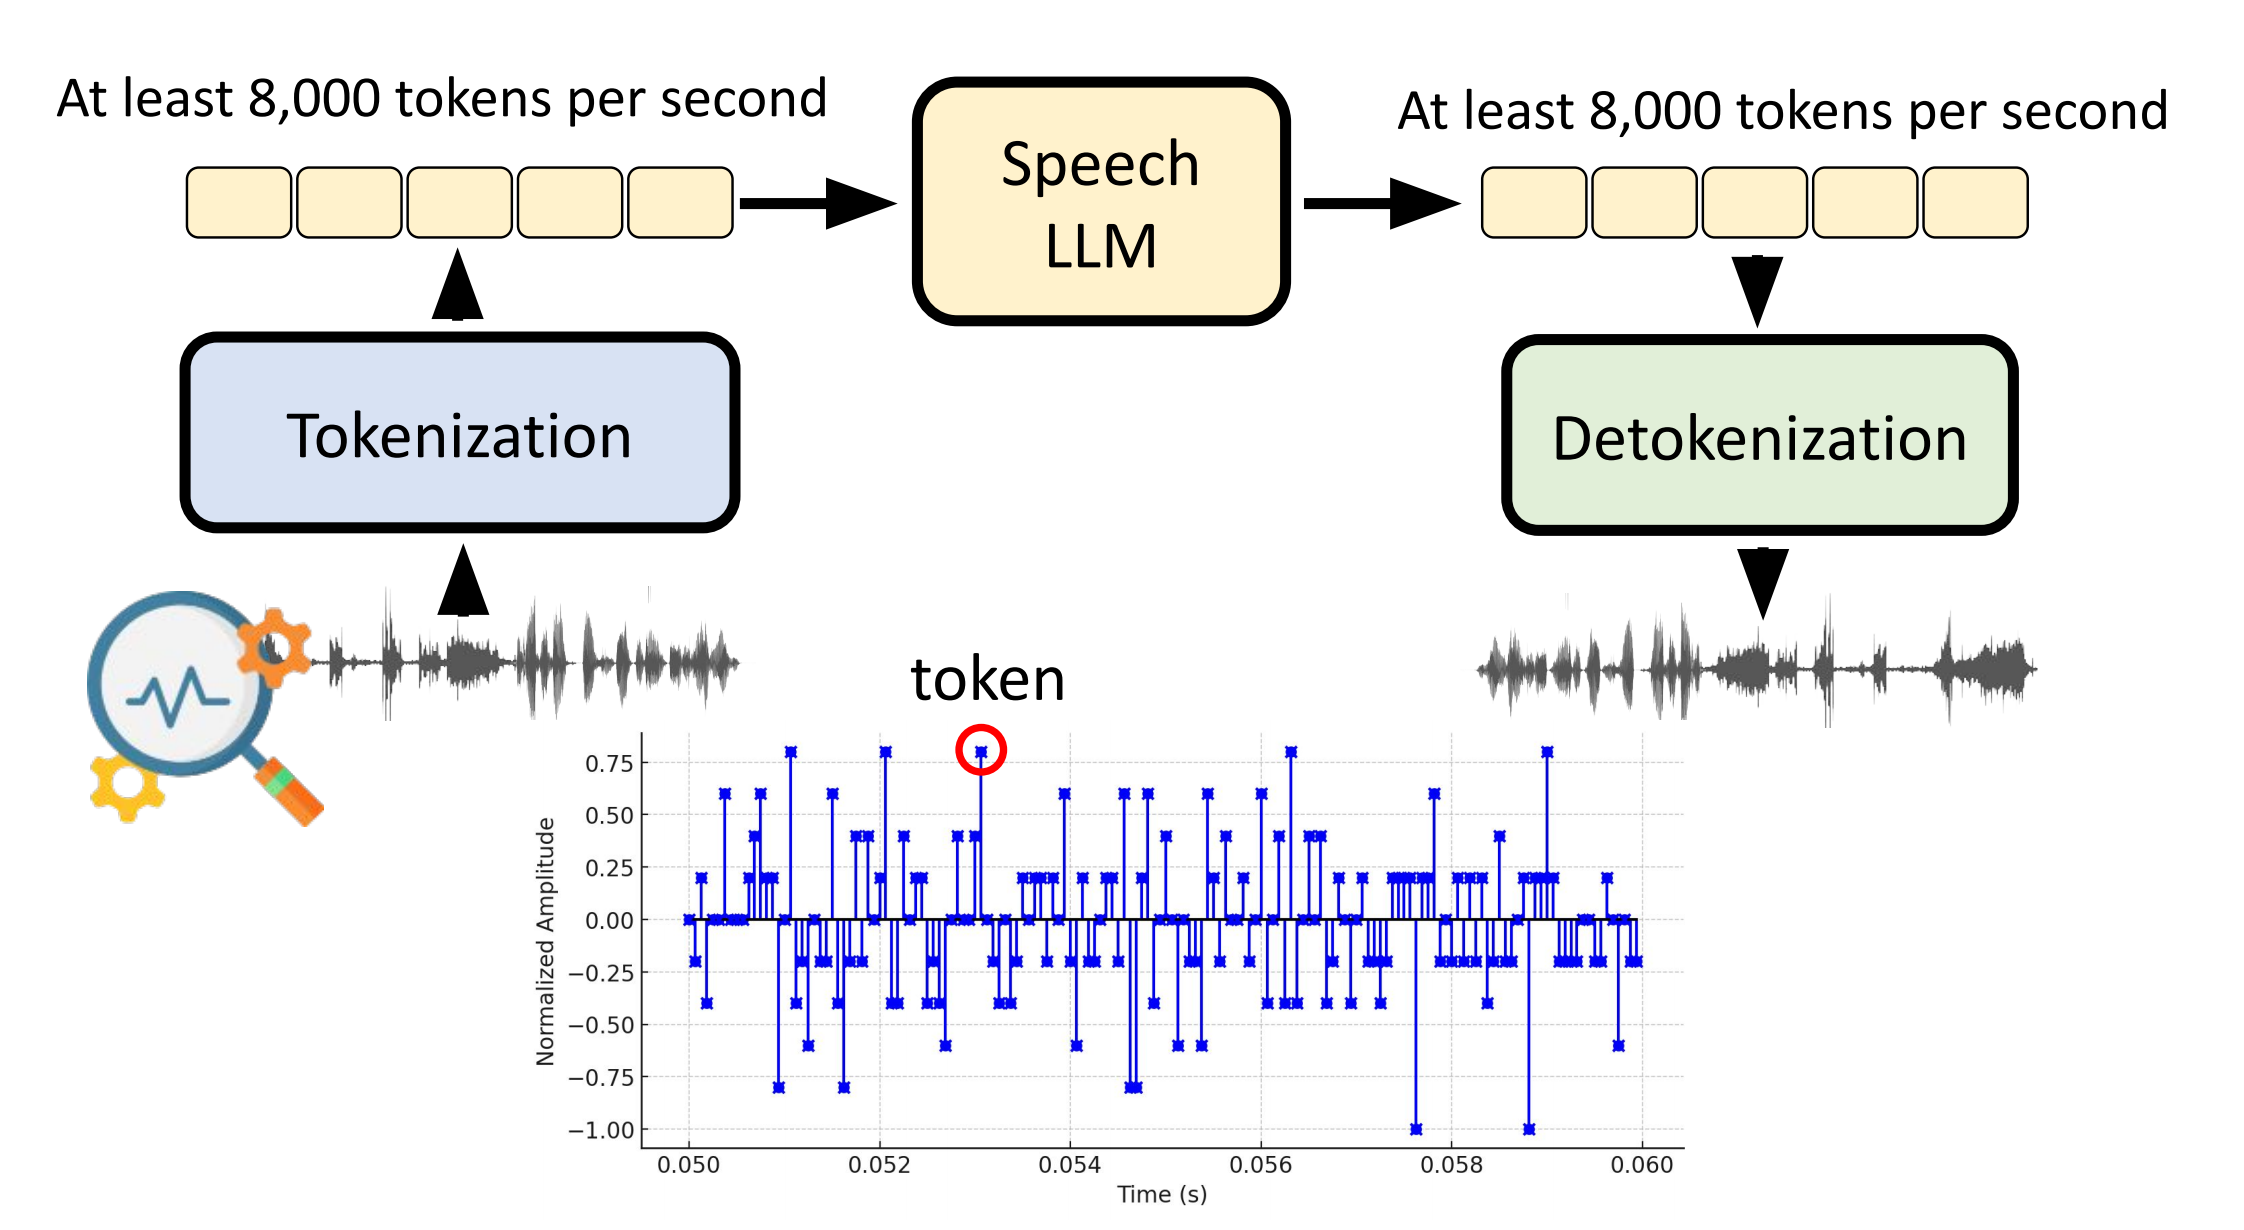 At least 8,000 tokens per second
Speech
LLM
At least 8,000 tokens per second
Tokenization
Detokenization
token
Normalized Amplitude
0.75
0.50
0.25
0.00
−0.25
−0.50
−0.75
−1.00
0.050 0.052 0.054 0.056 0.058 0.060
Time (s)